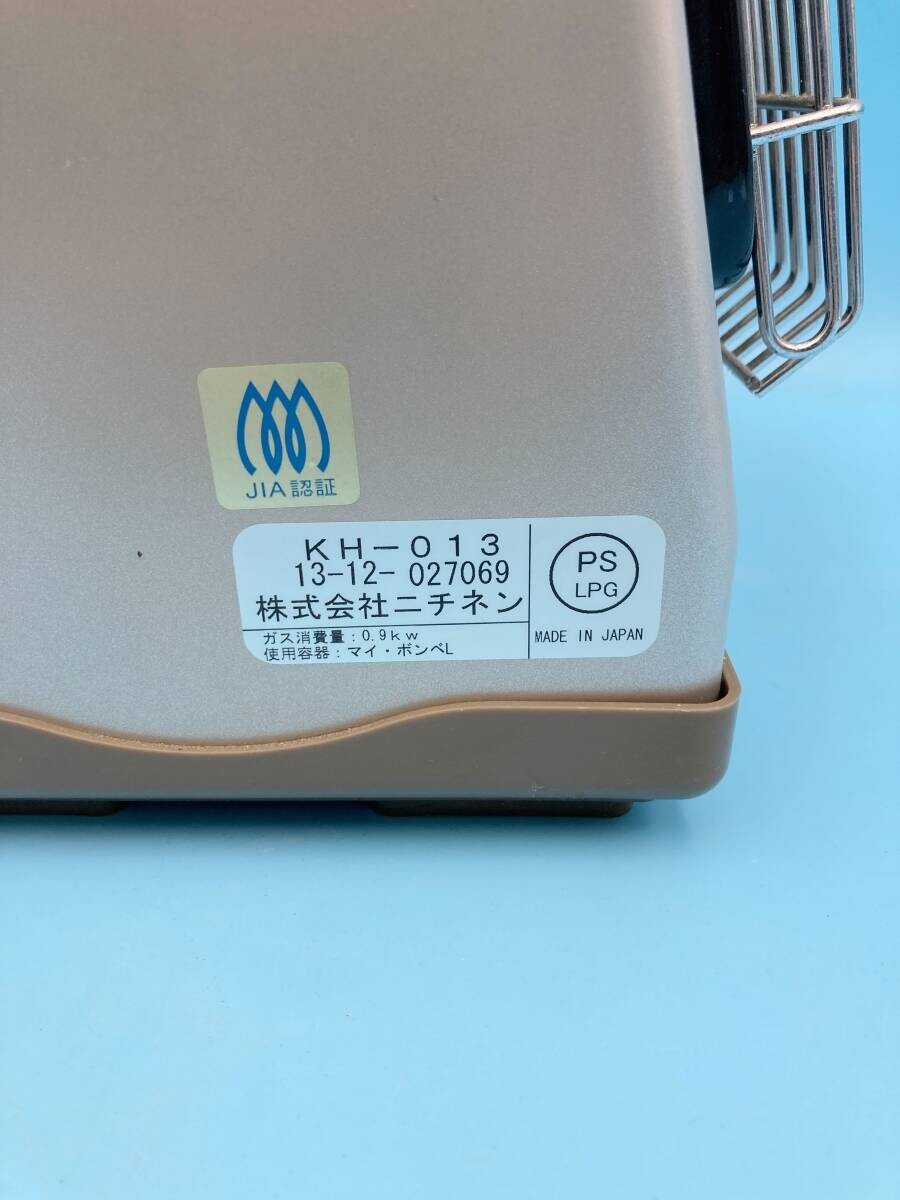 JIA認証
KH-013
13-12-027069
株式会社ニチネン
ガス消費量：0.9kw
使用容器：マイ・ボンベL
PS
LPG
MADE IN JAPAN